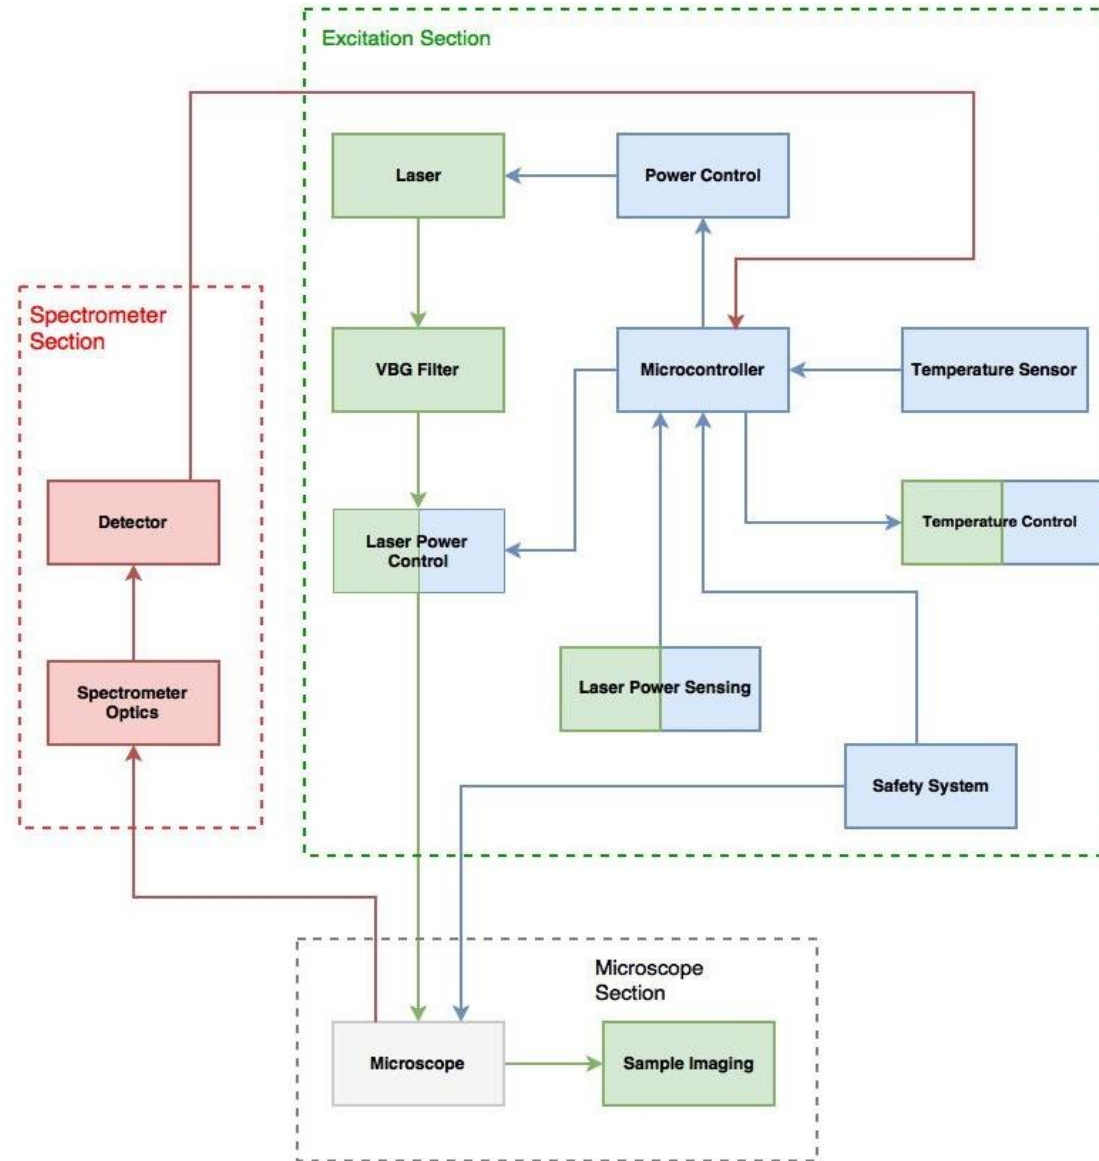 Excitation Section
Laser
Power Control
Spectrometer
Section
VBG Filter
Microcontroller
Temperature Sensor
Detector
Laser Power
Control
Temperature Control
Spectrometer
Optics
Laser Power Sensing
Safety System
Microscope
Section
Microscope
Sample Imaging